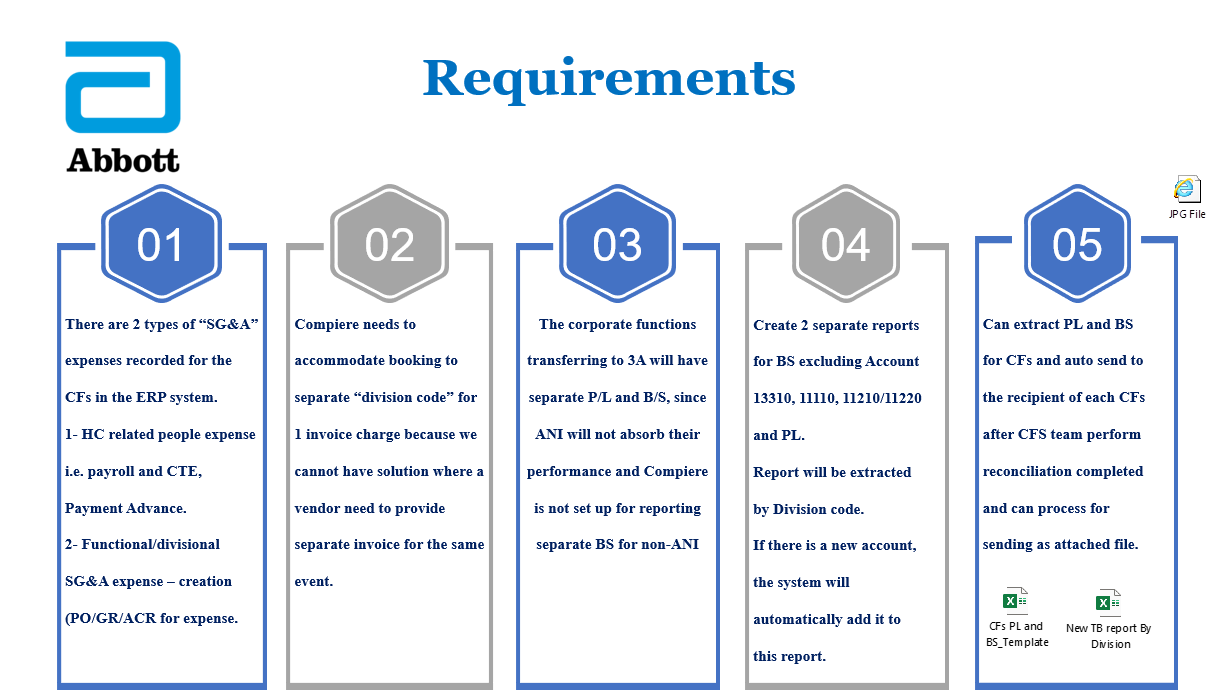 Abbott
Requirements
JPG File
01
There are 2 types of “SG&A”
expenses recorded for the
CFs in the ERP system.
1- HC related people expense
i.e. payroll and CTE,
Payment Advance.
2- Functional/divisional
SG&A expense – creation
(PO/GR/ACR for expense.
02
Compiere needs to
accommodate booking to
separate “division code” for
1 invoice charge because we
cannot have solution where a
vendor need to provide
separate invoice for the same
event.
03
The corporate functions
transferring to 3A will have
separate P/L and B/S, since
ANI will not absorb their
performance and Compiere
is not set up for reporting
separate BS for non-ANI
04
Create 2 separate reports
for BS excluding Account
13310, 11110, 11210/11220
and PL.
Report will be extracted
by Division code.
If there is a new account,
the system will
automatically add it to
this report.
05
Can extract PL and BS
for CFs and auto send to
the recipient of each CFs
after CFS team perform
reconciliation completed
and can process for
sending as attached file.
CFs PL and
BS_Template
New TB report By
Division